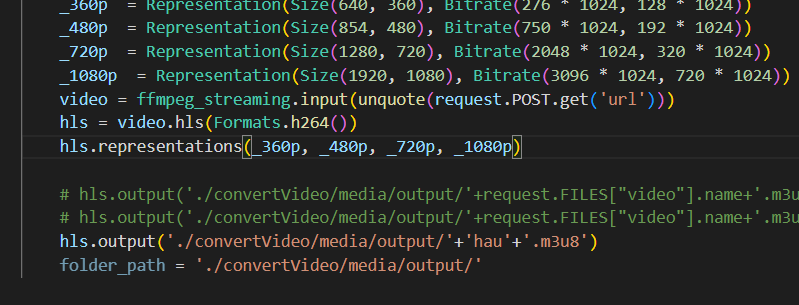 _360p  = Representation(Size(640, 360), Bitrate(276 * 1024, 128 * 1024))
_480p  = Representation(Size(854, 480), Bitrate(750 * 1024, 192 * 1024))
_720p  = Representation(Size(1280, 720), Bitrate(2048 * 1024, 320 * 1024))
_1080p  = Representation(Size(1920, 1080), Bitrate(3096 * 1024, 720 * 1024))
video = ffmpeg_streaming.input(unquote(request.POST.get('url')))
hls = video.hls(Formats.h264())
hls.representations(_360p, _480p, _720p, _1080p)
# hls.output('./convertVideo/media/output/'+request.FILES["video"].name+'.m3u
# hls.output('./convertVideo/media/output/'+request.FILES["video"].name+'.m3u
hls.output('./convertVideo/media/output/'+'hau'+'.m3u8')
folder_path = './convertVideo/media/output/'